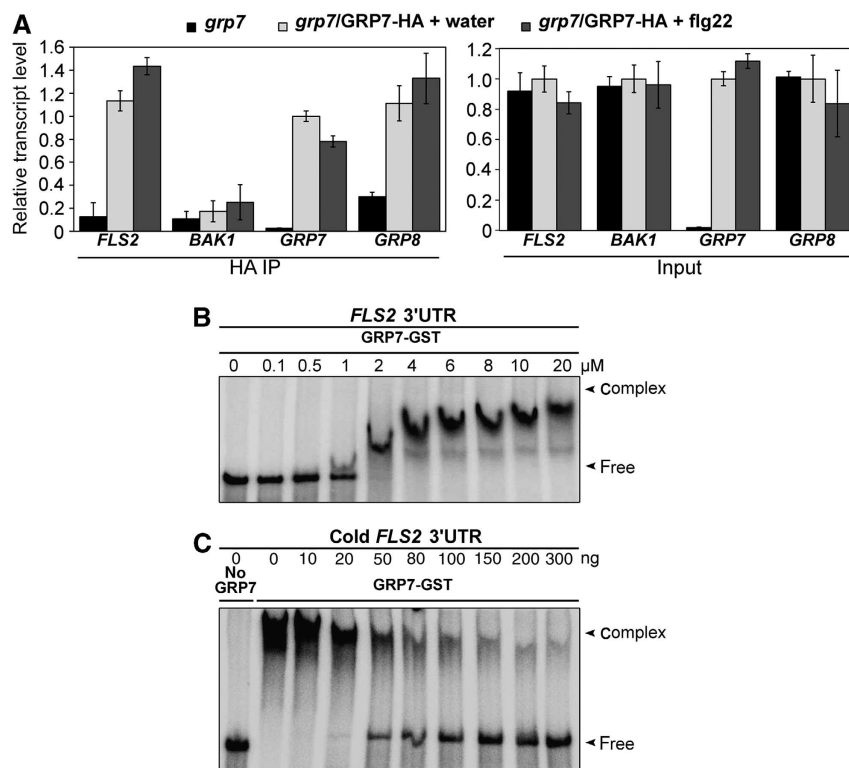 A
grp7 grp7/GRP7-HA + water grp7/GRP7-HA + flg22
Relative transcript level
1.6
1.4
1.2
1.0
0.8
0.6
0.4
0.2
0
FLS2 BAK1 GRP7 GRP8
HA IP
1.2
1.0
0.8
0.6
0.4
0.2
0
FLS2 BAK1 GRP7 GRP8
Input
B
FLS2 3'UTR
GRP7-GST
0 0.1 0.5 1 2 4 6 8 10 20 µM
Complex
Free
C
Cold FLS2 3'UTR
0 0 10 20 50 80 100 150 200 300 ng
No
GRP7
GRP7-GST
Complex
Free